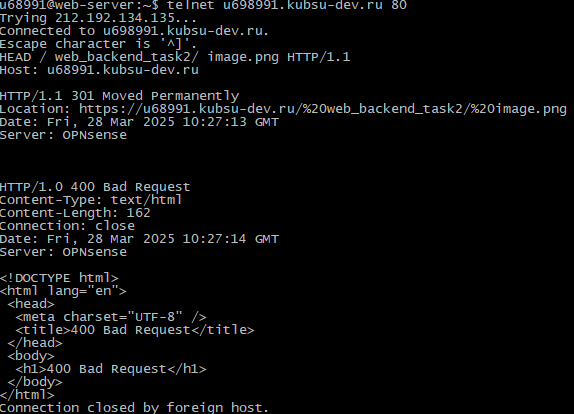 u68991@web-server:~$ telnet u698991.kubsu-dev.ru 80
Trying 212.192.134.135...
Connected to u698991.kubsu-dev.ru.
Escape character is '^]'.
HEAD / web_backend_task2/ image.png HTTP/1.1
Host: u68991.kubsu-dev.ru
HTTP/1.1 301 Moved Permanently
Location: https://u68991.kubsu-dev.ru/%20web_backend_task2/%20image.png
Date: Fri, 28 Mar 2025 10:27:13 GMT
Server: OPNsense
HTTP/1.0 400 Bad Request
Content-Type: text/html
Content-Length: 162
Connection: close
Date: Fri, 28 Mar 2025 10:27:14 GMT
Server: OPNsense
<!DOCTYPE html>
<html lang="en">
<head>
<meta charset="UTF-8" />
<title>400 Bad Request</title>
</head>
<body>
<h1>400 Bad Request</h1>
</body>
</html>
Connection closed by foreign host.